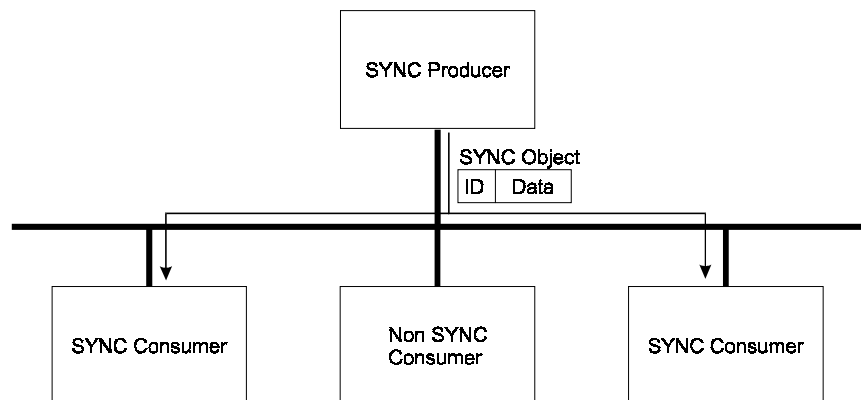 SYNC Producer
SYNC Object
ID Data
SYNC Consumer
Non SYNC
Consumer
SYNC Consumer